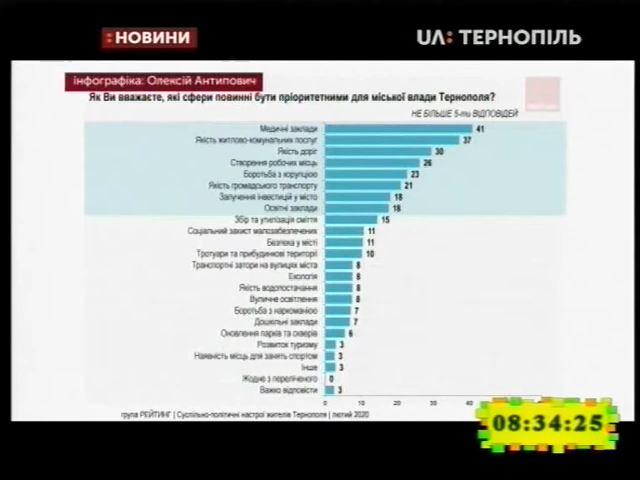 НОВИНИ
UA: ТЕРНОПІЛЬ
інфографіка: Олексій Антипович
Як Ви вважаєте, які сфери повинні бути пріоритетними для міської влади Тернополя?
НЕ БІЛЬШЕ 5-ти ВІДПОВІДЕЙ
Медичні заклади 41
Якість житлово-комунальних послуг 37
Якість доріг 30
Створення робочих місць 26
Боротьба з корупцією 23
Якість громадського транспорту 21
Залучення інвестицій у місто 18
Освітні заклади 18
Збір та утилізація сміття 15
Соціальний захист малозабезпечених 11
Безпека у місті 11
Тротуари та прибудинкові території 10
Транспортні затори на вулицях міста 8
Екологія 8
Якість водопостачання 8
Вуличне освітлення 8
Боротьба з наркоманією 7
Дошкільні заклади 7
Оновлення парків та скверів 6
Розвиток туризму 3
Наявність місць для занять спортом 3
Інше 3
Жодне з переліченого 0
Важко відповісти 3
0 10 20 30 40
група РЕЙТИНГ | Суспільно-політичні настрої жителів Тернополя | лютий 2020
08:34:25